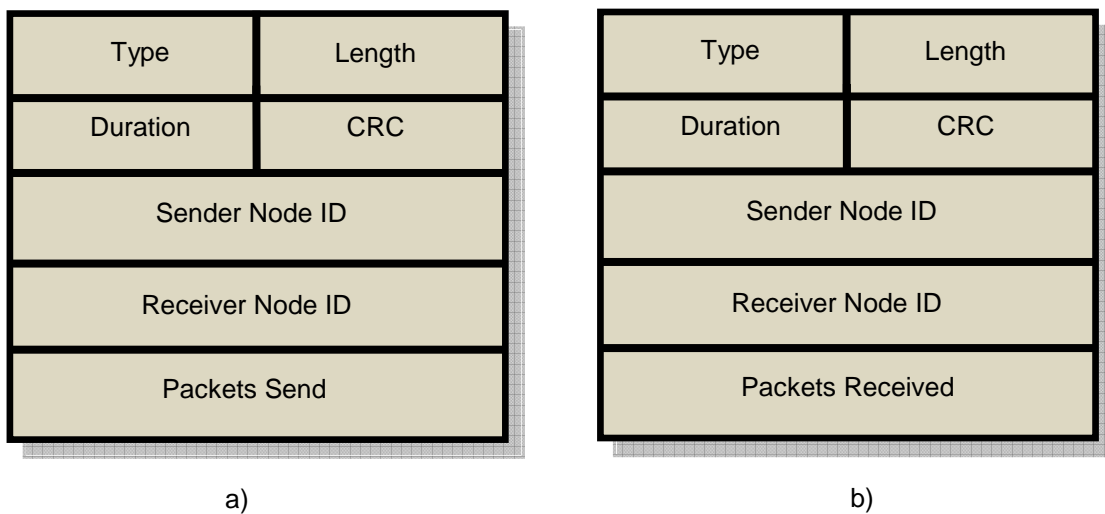 Type Length
Duration CRC
Sender Node ID
Receiver Node ID
Packets Send
a)
Type Length
Duration CRC
Sender Node ID
Receiver Node ID
Packets Received
b)